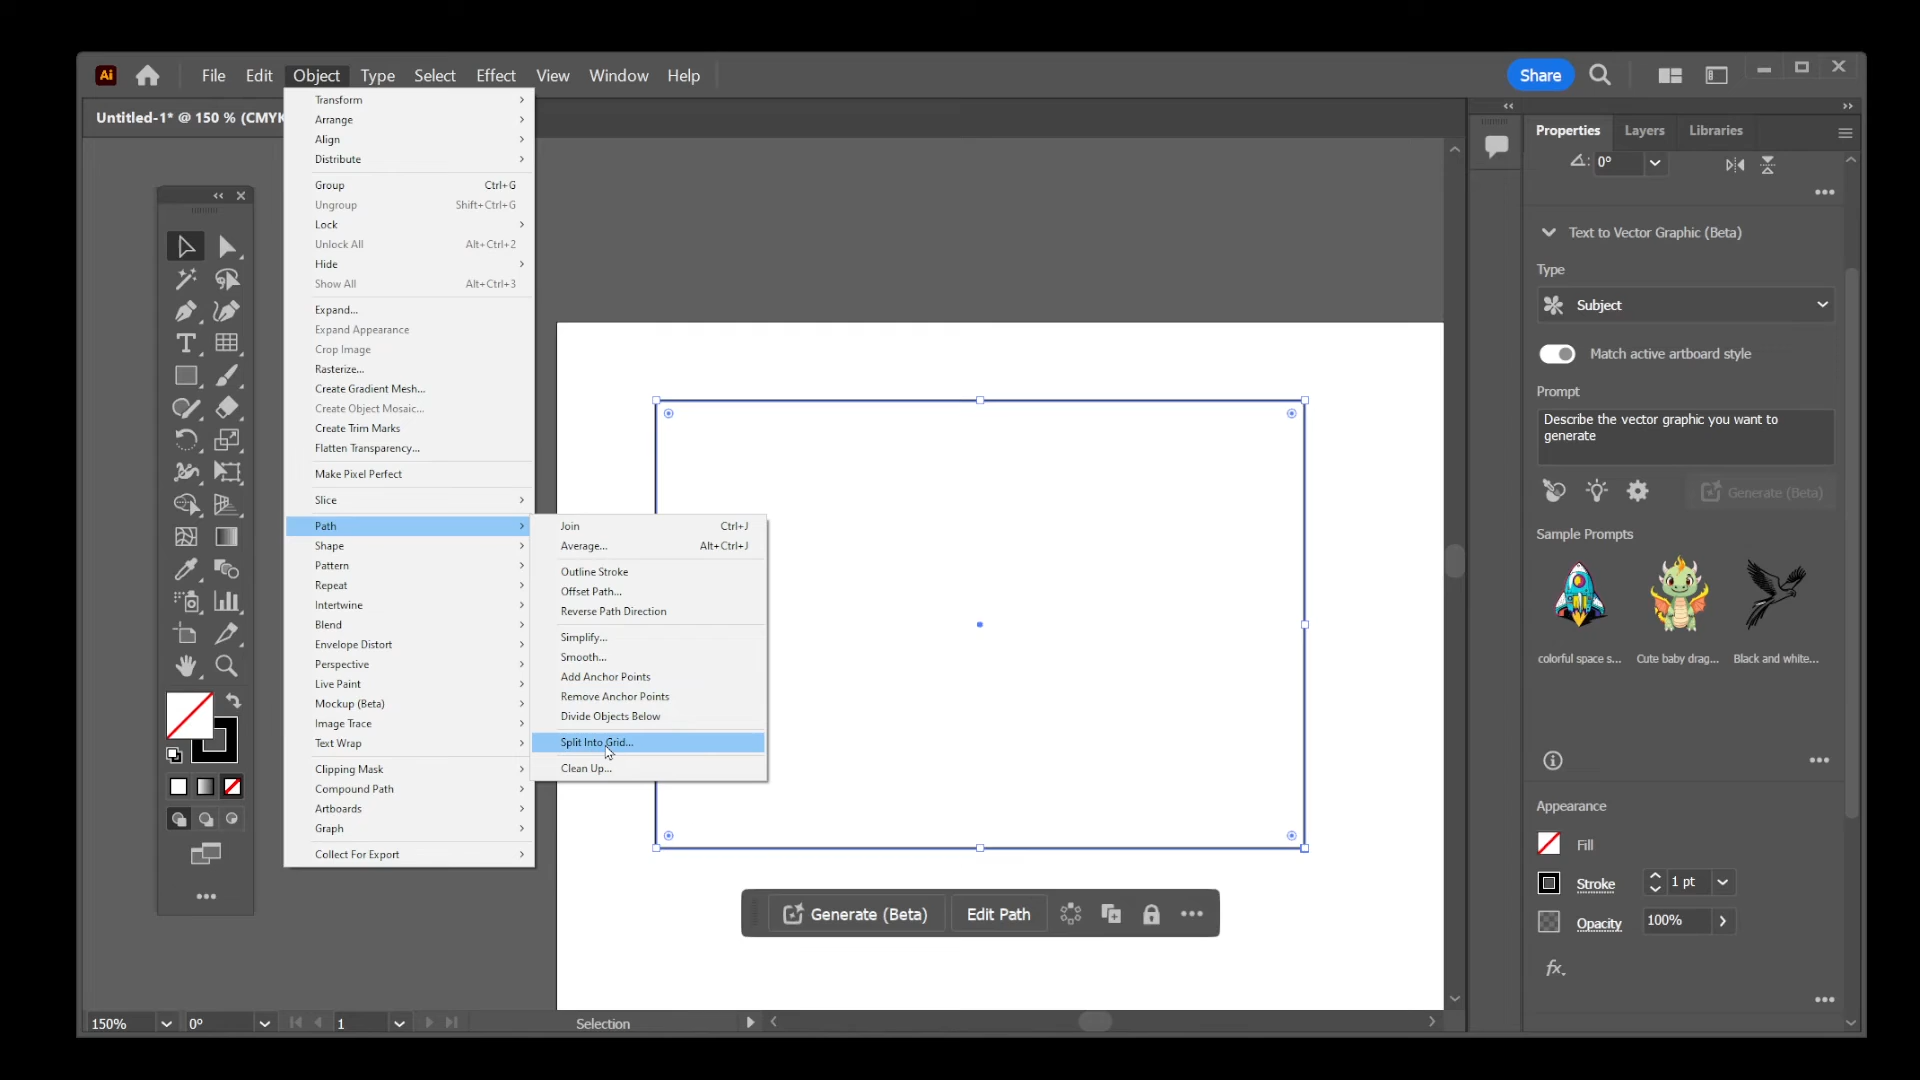 Ai
File Edit Object Type Select Effect View Window Help
Share
Untitled-1* @ 150 % (CMYK
Transform
Arrange
Align
Distribute
Group Ctrl+G
Ungroup Shift+Ctrl+G
Lock
Unlock All Alt+Ctrl+2
Hide
Show All Alt+Ctrl+3
Expand...
Expand Appearance
Crop Image
Rasterize...
Create Gradient Mesh...
Create Object Mosaic...
Create Trim Marks
Flatten Transparency...
Make Pixel Perfect
Slice
Path
Shape
Pattern
Repeat
Intertwine
Blend
Envelope Distort
Perspective
Live Paint
Mockup (Beta)
Image Trace
Text Wrap
Clipping Mask
Compound Path
Artboards
Graph
Collect For Export
Join Ctrl+J
Average... Alt+Ctrl+J
Outline Stroke
Offset Path...
Reverse Path Direction
Simplify...
Smooth...
Add Anchor Points
Remove Anchor Points
Divide Objects Below
Split Into Grid...
Clean Up...
Generate (Beta) Edit Path
Properties Layers Libraries
0°
Text to Vector Graphic (Beta)
Type
Subject
Match active artboard style
Prompt
Describe the vector graphic you want to
generate
Generate (Beta)
Sample Prompts
colorful space s... Cute baby drag... Black and white...
Appearance
Fill
Stroke 1 pt
Opacity 100%
fx.
150% 0° 1 Selection